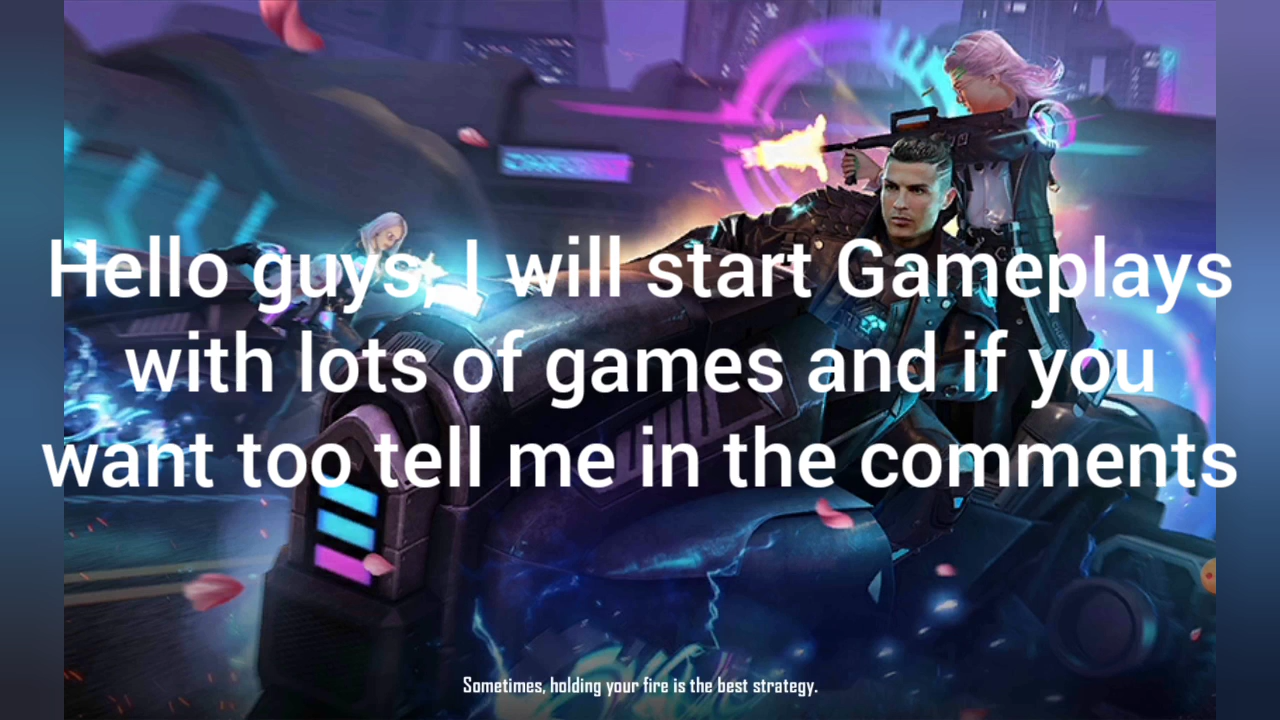 Hello guys, I will start Gameplays
with lots of games and if you
want too tell me in the comments
Sometimes, holding your fire is the best strategy.